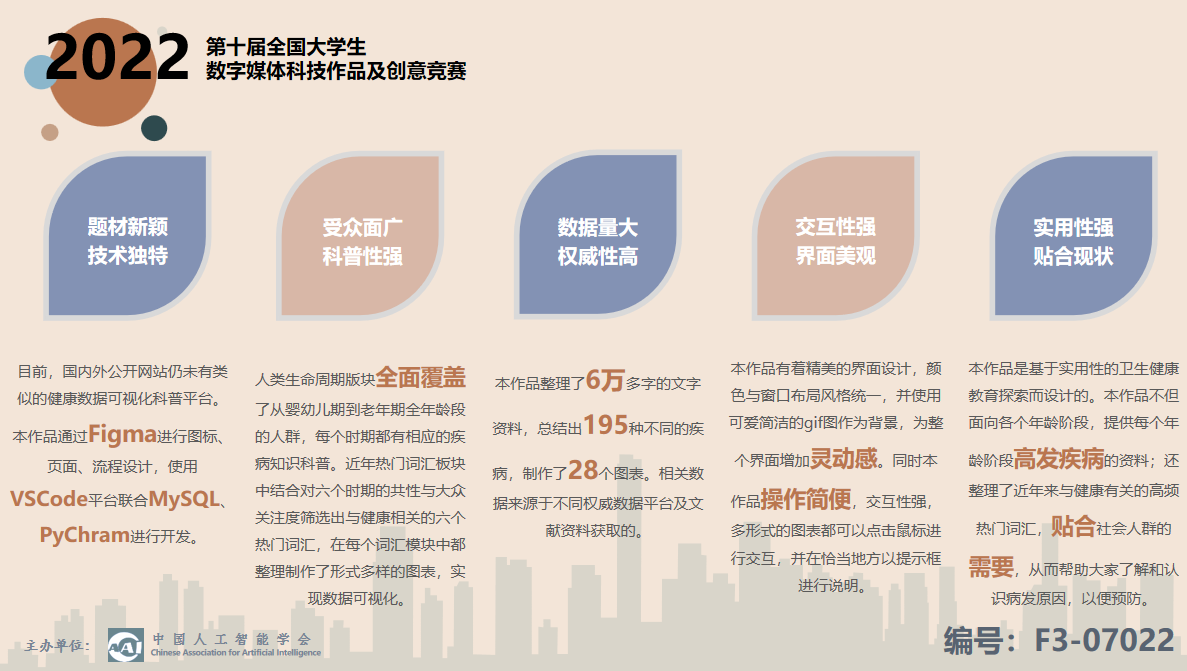 2022
第十届全国大学生
数字媒体科技作品及创意竞赛
题材新颖
技术独特
受众面广
科普性强
数据量大
权威性高
交互性强
界面美观
实用性强
贴合现状
目前，国内外公开网站仍未有类
似的健康数据可视化科普平台。
本作品通过Figma进行图标、
页面、流程设计，使用
VSCode平台联合MySQL、
PyChram进行开发。
人类生命周期版块全面覆盖
了从婴幼儿期到老年期全年龄段
的人群，每个时期都有相应的疾
病知识科普。近年热门词汇板块
中结合对六个时期的共性与大众
关注度筛选出与健康相关的六个
热门词汇，在每个词汇模块中都
整理制作了形式多样的图表，实
现数据可视化。
本作品整理了6万多字的文字
资料，总结出195种不同的疾
病，制作了28个图表。相关数
据来源于不同权威数据平台及文
献资料获取的。
本作品有着精美的界面设计，颜
色与窗口布局风格统一，并使用
可爱简洁的gif图作为背景，为整
个界面增加灵动感。同时本
作品操作简便，交互性强，
多形式的图表都可以点击鼠标进
行交互，并在恰当地方以提示框
进行说明。
本作品是基于实用性的卫生健康
教育探索而设计的。本作品不但
面向各个年龄阶段，提供每个年
龄阶段高发疾病的资料；还
整理了近年来与健康有关的高频
热门词汇，贴合社会人群的
需要，从而帮助大家了解和认
识病发原因，以便预防。
主办单位：
CAAI
中国人工智能学会
Chinese Association for Artificial Intelligence
编号：F3-07022